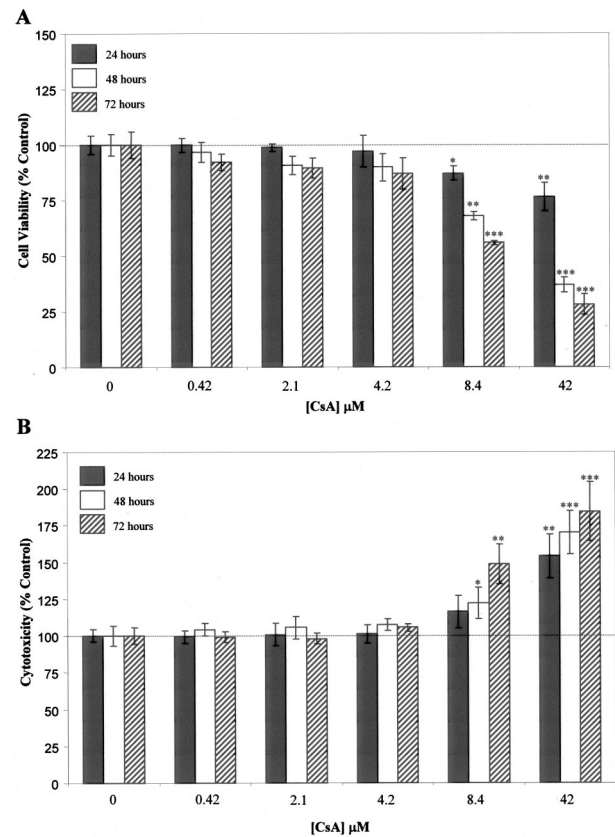 A
150
24 hours
48 hours
125
72 hours
100
*
**
75
**
***
50
***
***
25
0
Cell Viability (% Control)
0 0.42 2.1 4.2 8.4 42
[CsA] μM
B
225
24 hours
200
48 hours
***
175
72 hours
***
**
**
150
*
125
100
75
50
25
0
Cytotoxicity (% Control)
0 0.42 2.1 4.2 8.4 42
[CsA] μM